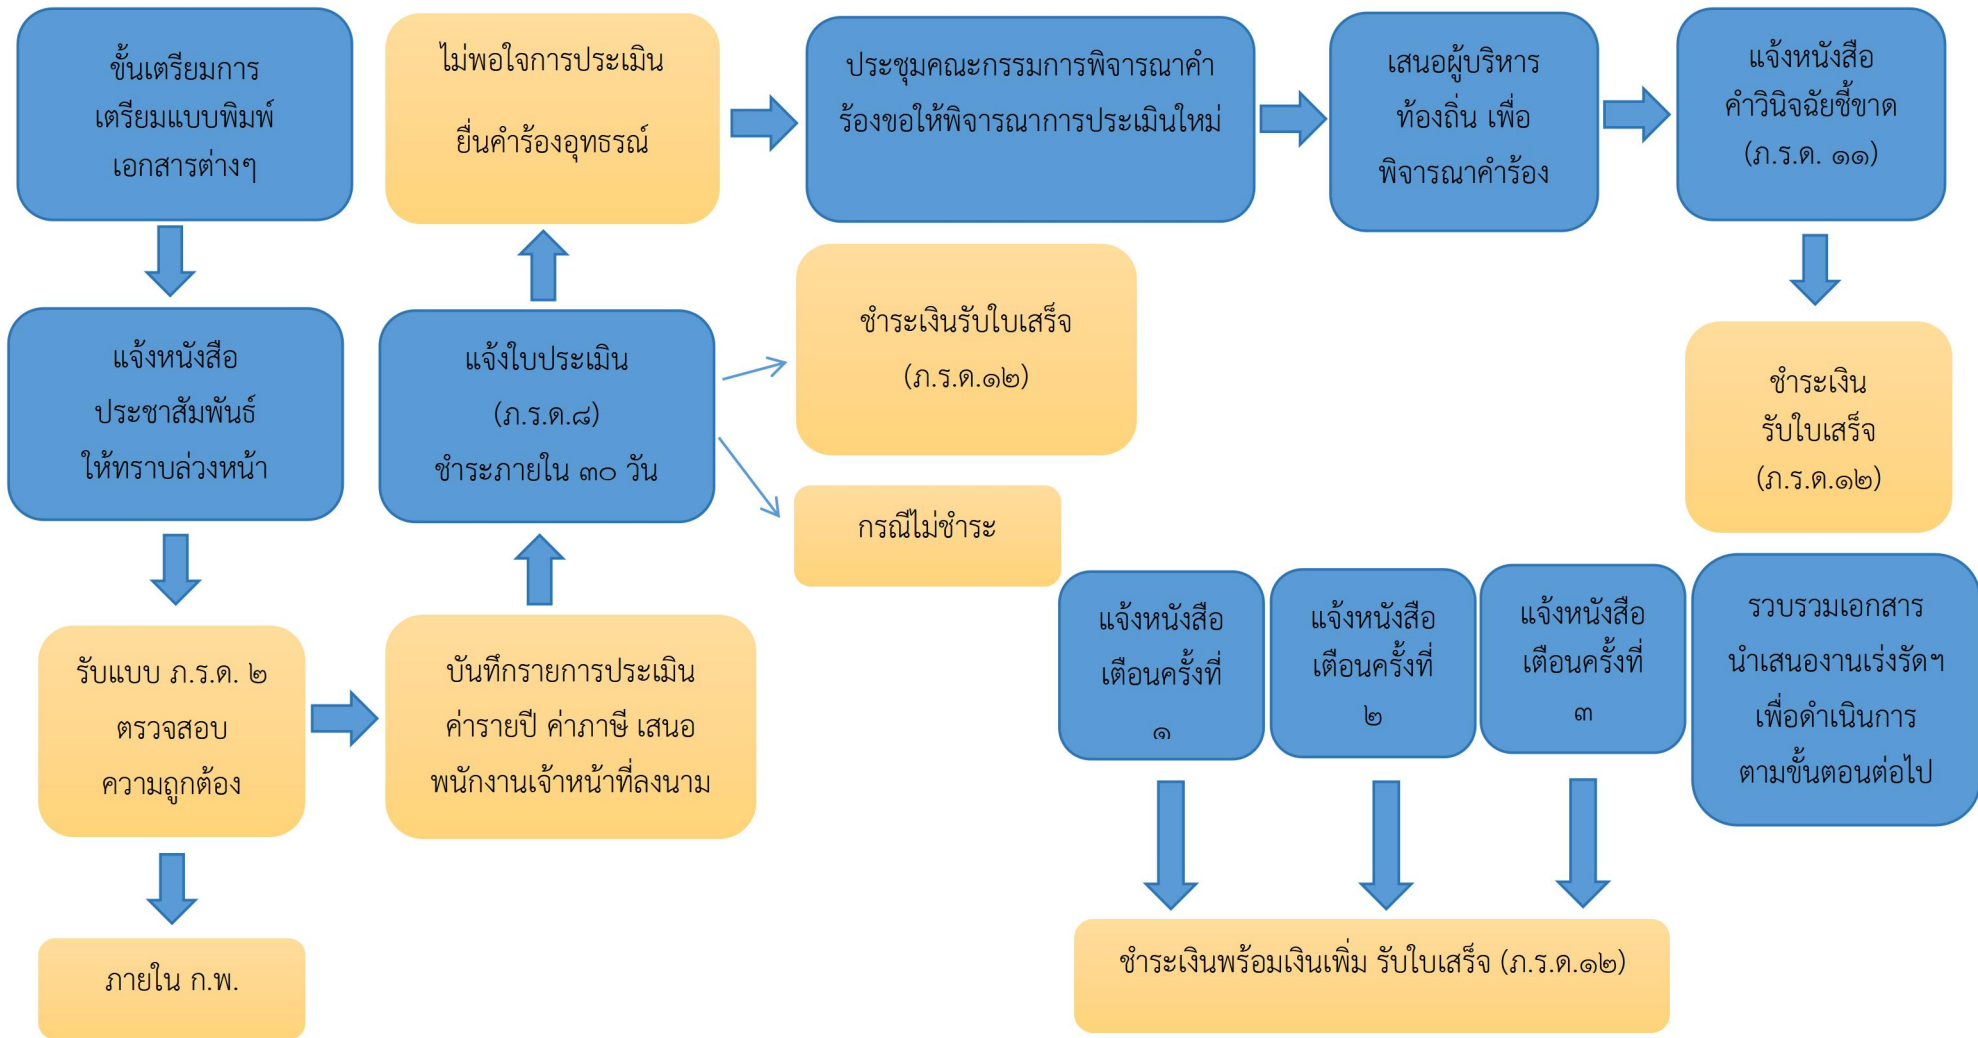 ขั้นเตรียมการ
เตรียมแบบพิมพ์
เอกสารต่างๆ
แจ้งหนังสือ
ประชาสัมพันธ์
ให้ทราบล่วงหน้า
รับแบบ ภ.ร.ด. ๒
ตรวจสอบ
ความถูกต้อง
ภายใน ก.พ.
บันทึกรายการประเมิน
ค่ารายปี ค่าภาษี เสนอ
พนักงานเจ้าหน้าที่ลงนาม
แจ้งใบประเมิน
(ภ.ร.ด.๘)
ชำระภายใน ๓๐ วัน
ไม่พอใจการประเมิน
ยื่นคำร้องอุทธรณ์
ประชุมคณะกรรมการพิจารณาคำ
ร้องขอให้พิจารณาการประเมินใหม่
เสนอผู้บริหาร
ท้องถิ่น เพื่อ
พิจารณาคำร้อง
แจ้งหนังสือ
คำวินิจฉัยชี้ขาด
(ภ.ร.ด. ๑๑)
ชำระเงิน
รับใบเสร็จ
(ภ.ร.ด.๑๒)
ชำระเงินรับใบเสร็จ
(ภ.ร.ด.๑๒)
กรณีไม่ชำระ
แจ้งหนังสือ
เตือนครั้งที่
๑
แจ้งหนังสือ
เตือนครั้งที่
๒
แจ้งหนังสือ
เตือนครั้งที่
๓
รวบรวมเอกสาร
นำเสนองานเร่งรัดฯ
เพื่อดำเนินการ
ตามขั้นตอนต่อไป
ชำระเงินพร้อมเงินเพิ่ม รับใบเสร็จ (ภ.ร.ด.๑๒)